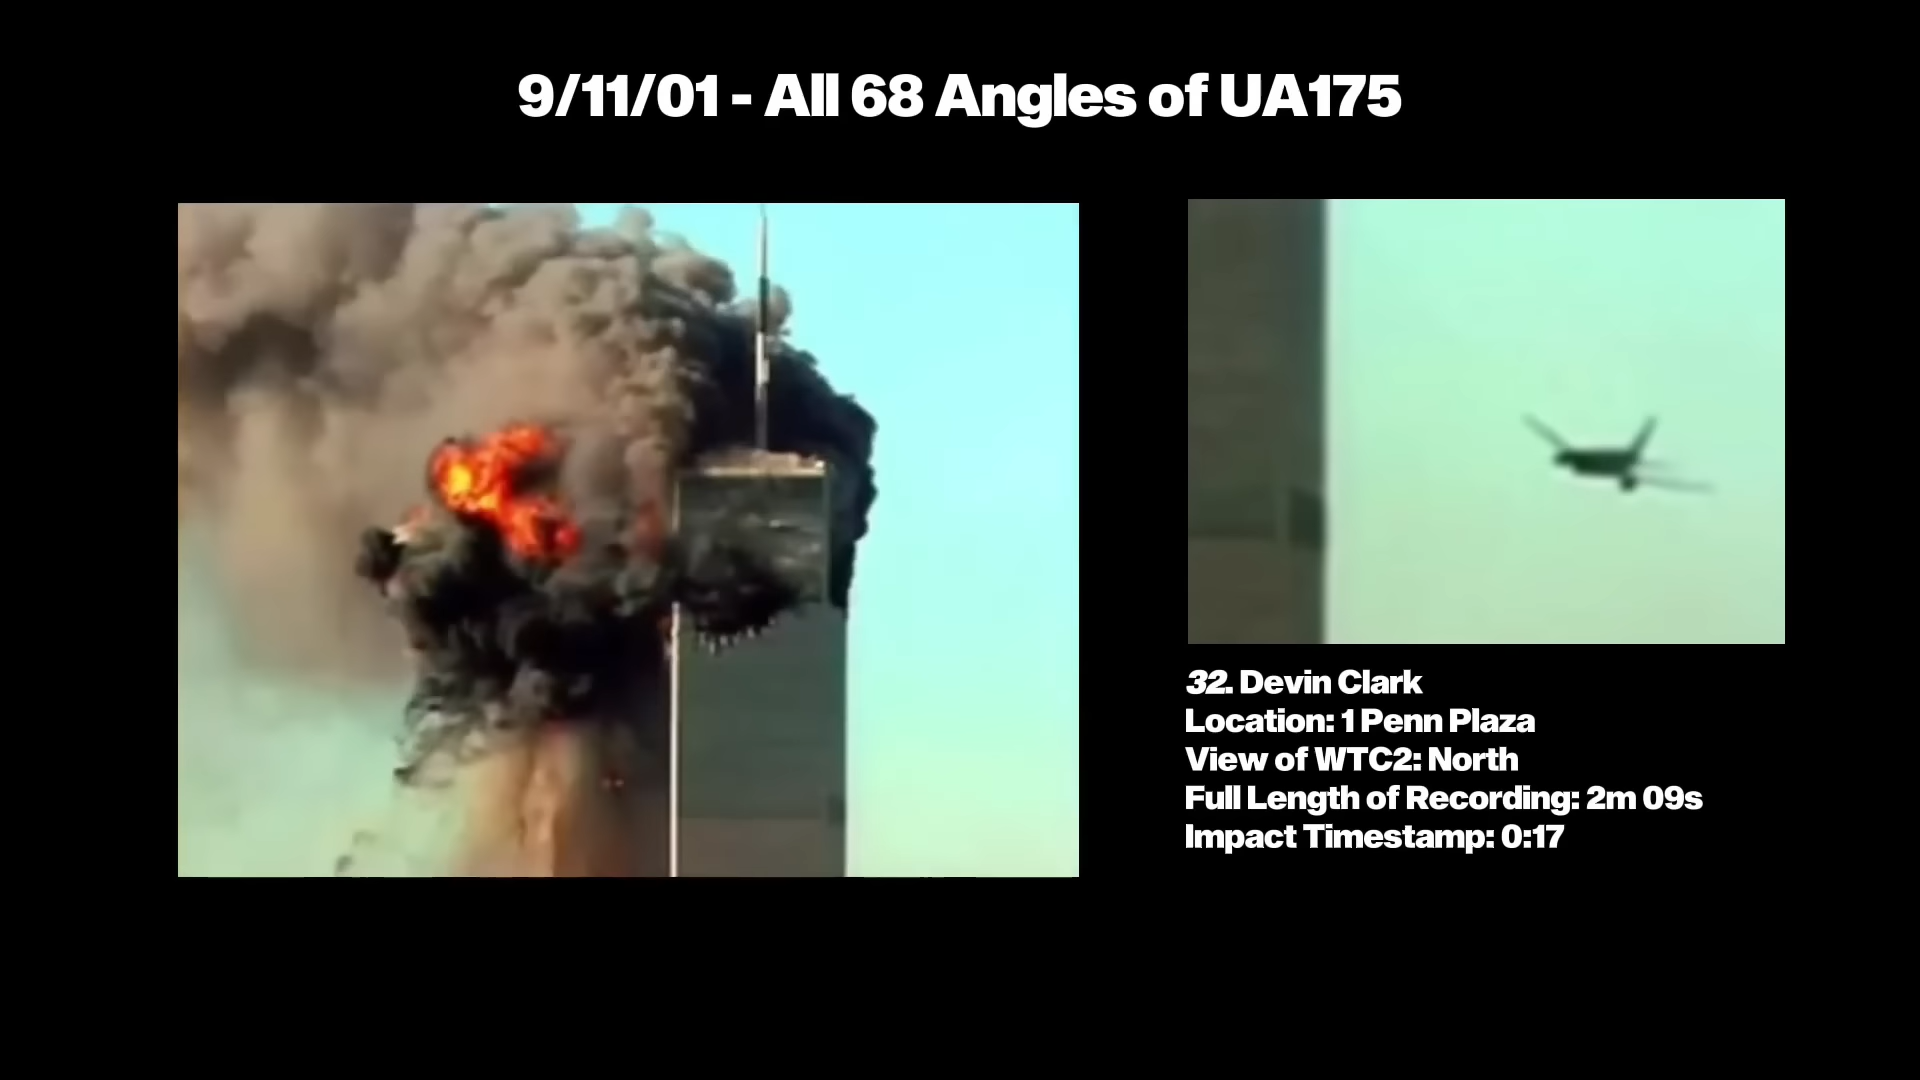 9/11/01 - All 68 Angles of UA175
32. Devin Clark
Location: 1 Penn Plaza
View of WTC2: North
Full Length of Recording: 2m 09s
Impact Timestamp: 0:17